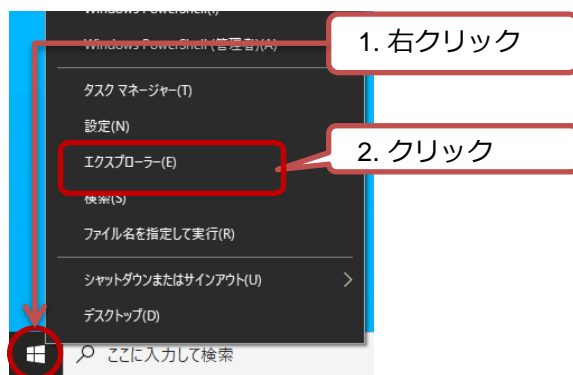 Windows PowerShell(I)
Windows PowerShell (管理者)(A)
1. 右クリック
タスク マネージャー(T)
設定(N)
エクスプローラー(E)
2. クリック
検索(S)
ファイル名を指定して実行(R)
シャットダウンまたはサインアウト(U)
デスクトップ(D)
ここに入力して検索